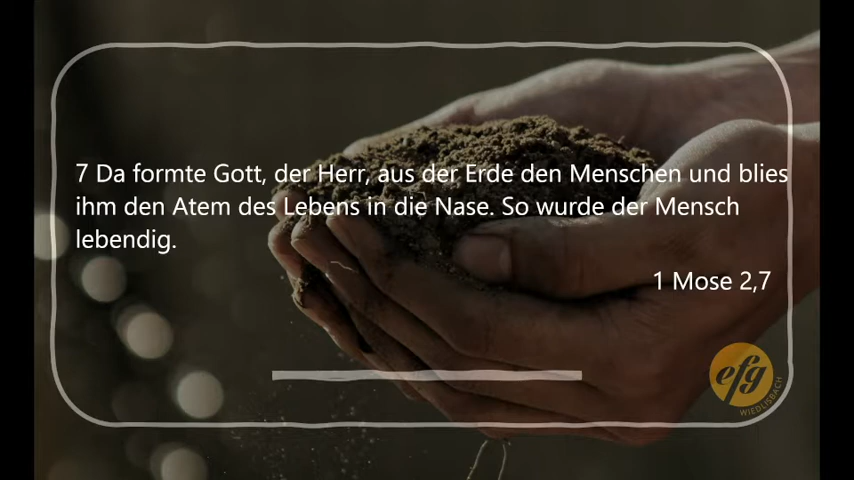 7 Da formte Gott, der Herr, aus der Erde den Menschen und blies
ihm den Atem des Lebens in die Nase. So wurde der Mensch
lebendig.
1 Mose 2,7
efg
WIEDLISBACH